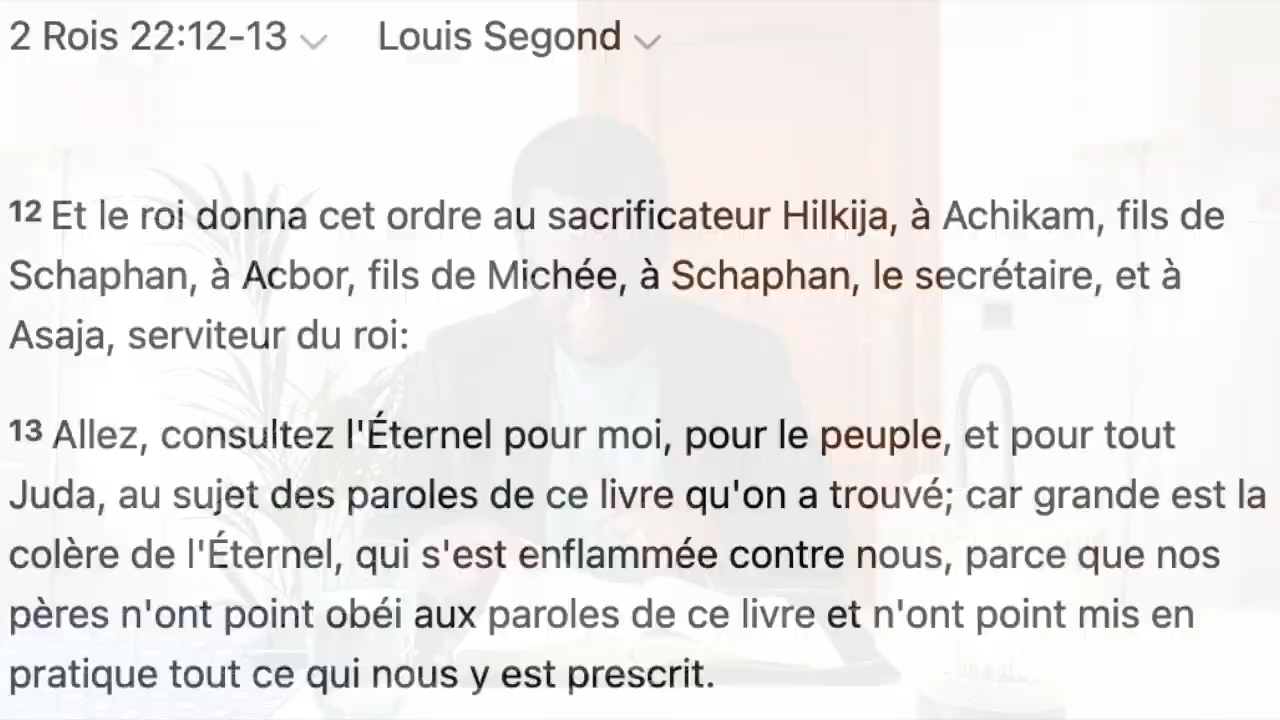 2 Rois 22:12-13 Louis Segond
12 Et le roi donna cet ordre au sacrificateur Hilkija, à Achikam, fils de
Schaphan, à Acbor, fils de Michée, à Schaphan, le secrétaire, et à
Asaja, serviteur du roi:
13 Allez, consultez l'Éternel pour moi, pour le peuple, et pour tout
Juda, au sujet des paroles de ce livre qu'on a trouvé; car grande est la
colère de l'Éternel, qui s'est enflammée contre nous, parce que nos
pères n'ont point obéi aux paroles de ce livre et n'ont point mis en
pratique tout ce qui nous y est prescrit.